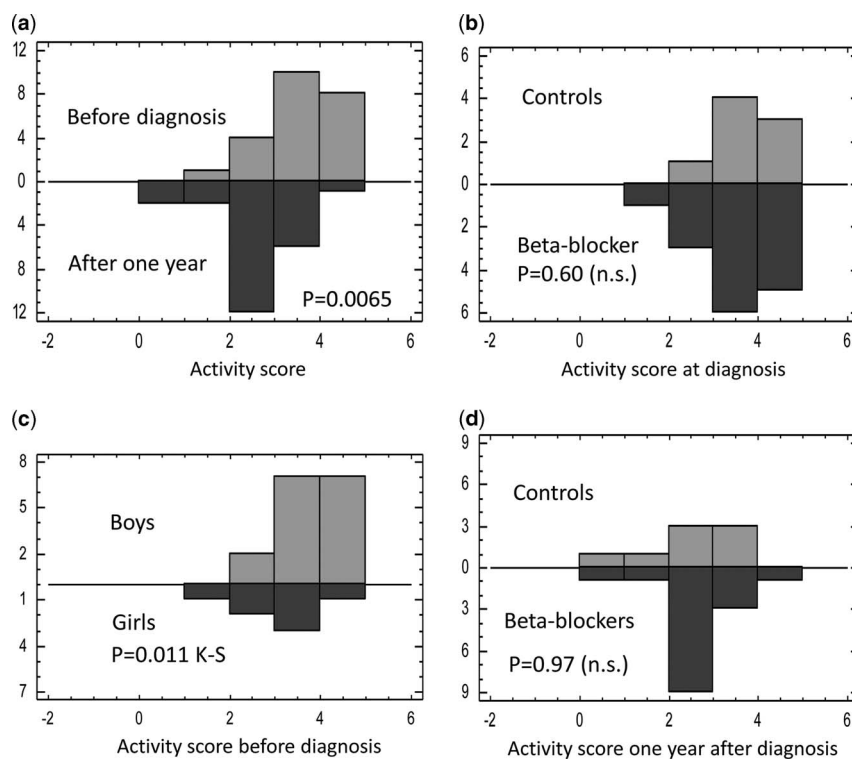 (a)
12
8
4
0
4
8
12
Before diagnosis
After one year
P=0.0065
-2 0 2 4 6
Activity score
(b)
6
4
2
0
2
4
6
Controls
Beta-blocker
P=0.60 (n.s.)
-2 0 2 4 6
Activity score at diagnosis
(c)
8
5
2
1
4
7
Boys
Girls
P=0.011 K-S
-2 0 2 4 6
Activity score before diagnosis
(d)
9
6
3
0
3
6
9
Controls
Beta-blockers
P=0.97 (n.s.)
-2 0 2 4 6
Activity score one year after diagnosis